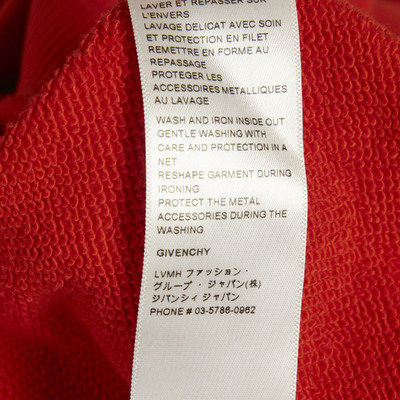 LAVER ET REPASSER SUR
L'ENVERS
LAVAGE DELICAT AVEC SOIN
ET PROTECTION EN FILET
REMETTRE EN FORME AU
REPASSAGE
PROTEGER LES
ACCESSOIRES METALLIQUES
AU LAVAGE
WASH AND IRON INSIDE OUT
GENTLE WASHING WITH
CARE AND PROTECTION IN A
NET
RESHAPE GARMENT DURING
IRONING
PROTECT THE METAL
ACCESSORIES DURING THE
WASHING
GIVENCHY
LVMH ファッション・
グループ・ジャパン(株)
ジバンシィ ジャパン
PHONE # 03-5786-0962